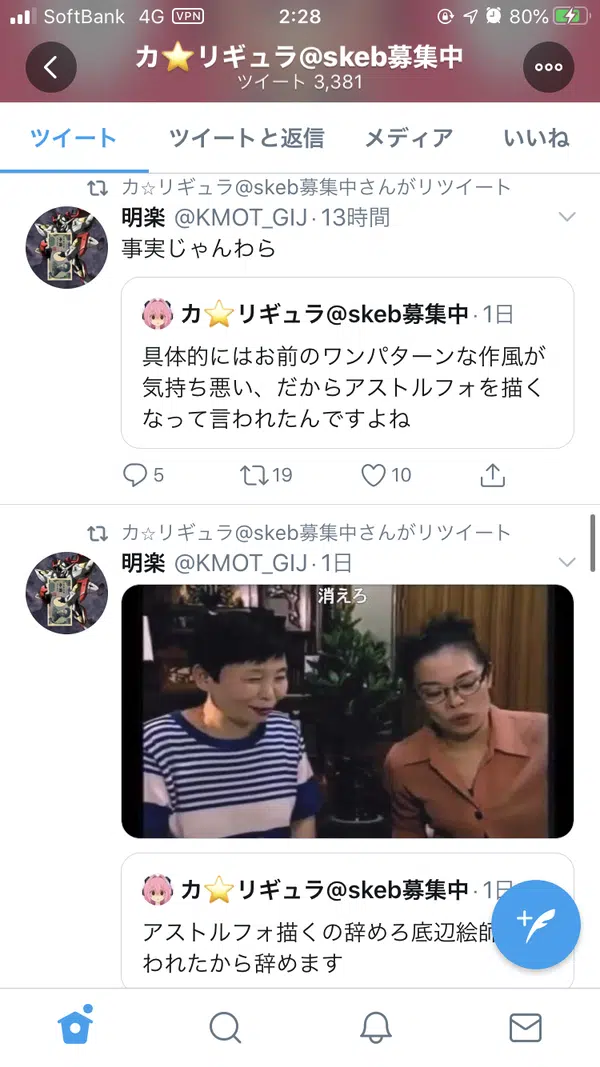 SoftBank 4G VPN 2:28 80%
カ⭐リギュラ@skeb募集中
ツイート 3,381
ツイート ツイートと返信 メディア いいね
カ☆リギュラ@skeb募集中さんがリツイート
明楽 @KMOT_GIJ · 13時間
事実じゃんわら
カ⭐リギュラ@skeb募集中 · 1日
具体的にはお前のワンパターンな作風が
気持ち悪い、だからアストルフォを描く
なって言われたんですよね
5 19 10
カ☆リギュラ@skeb募集中さんがリツイート
明楽 @KMOT_GIJ · 1日
消えろ
カ⭐リギュラ@skeb募集中 · 1日
アストルフォ描くの辞めろ底辺絵師
われたから辞めます